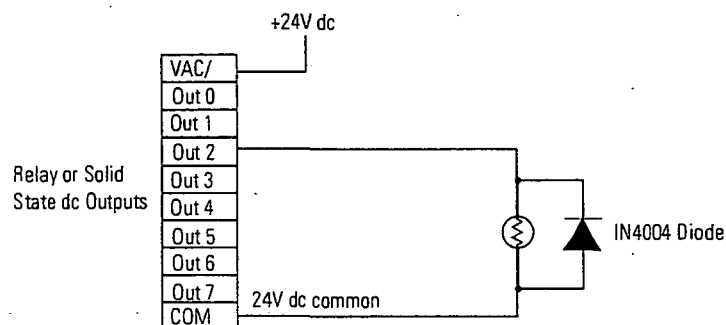 +24V dc
VAC/
Out 0
Out 1
Out 2
Out 3
Out 4
Out 5
Out 6
Out 7
COM
Relay or Solid
State dc Outputs
IN4004 Diode
24V dc common